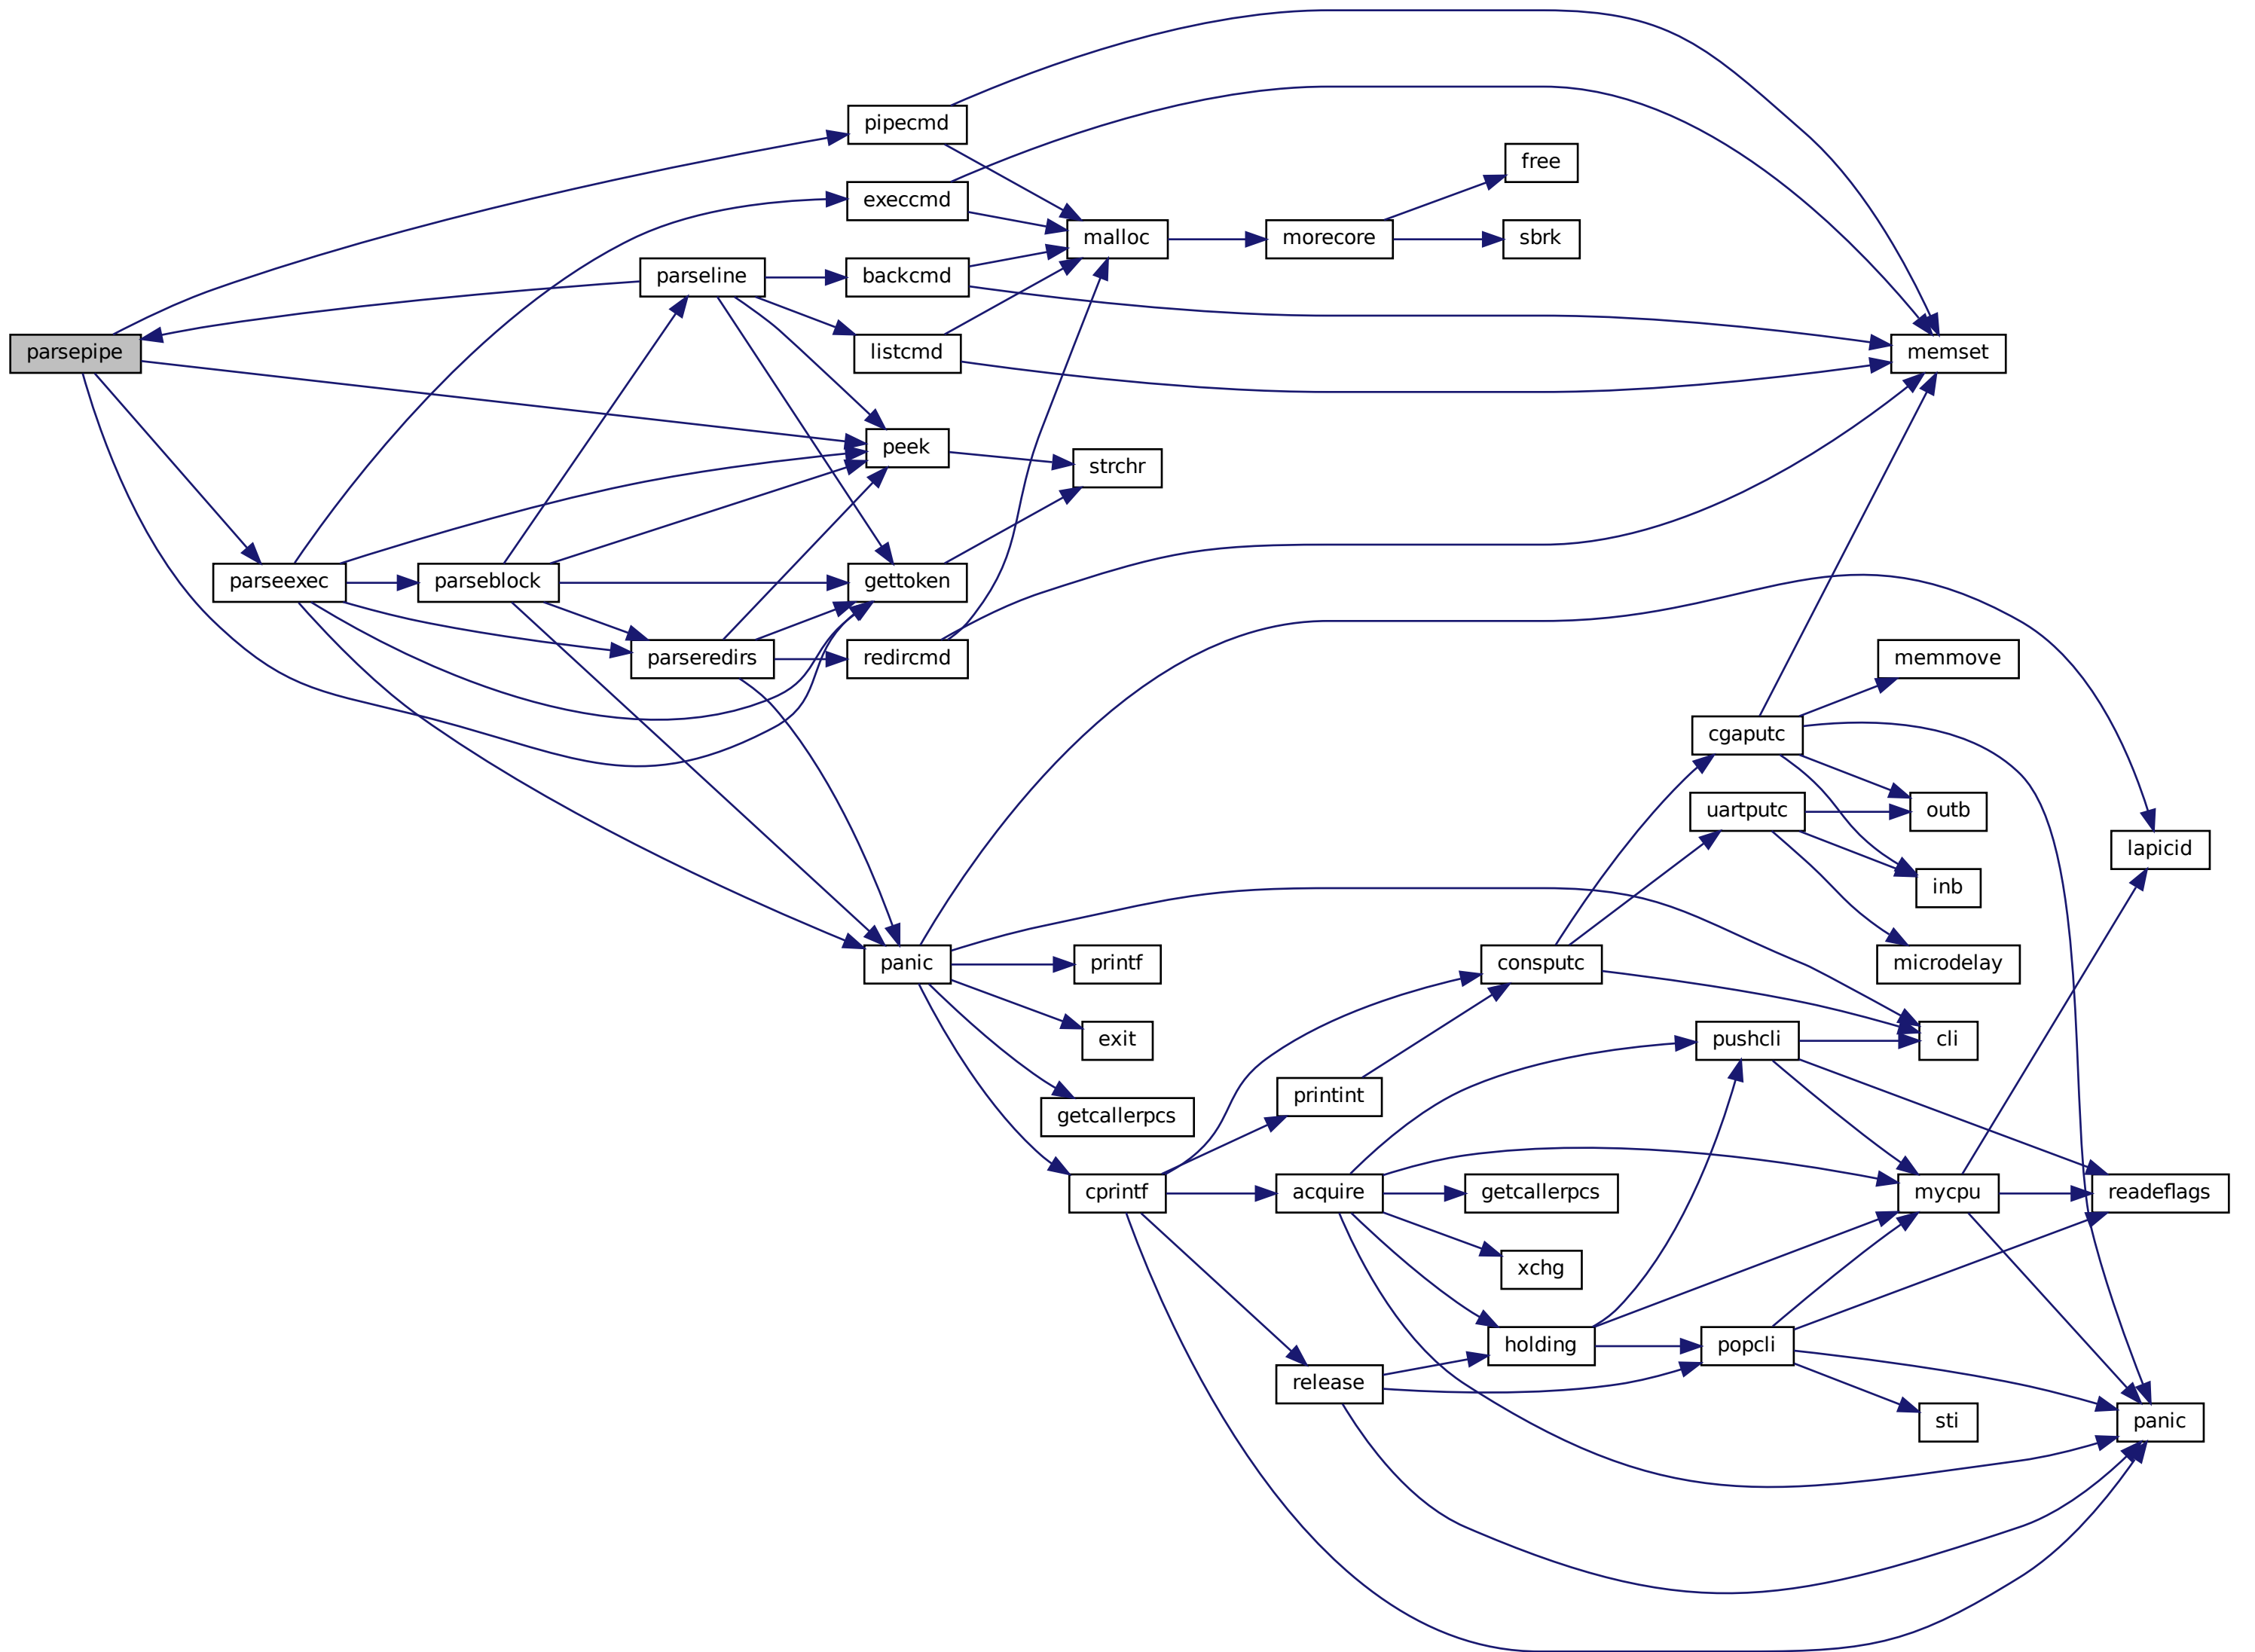 pipecmd
free
execcmd
malloc
morecore
sbrk
parseline
backcmd
parsepipe
listcmd
memset
peek
strchr
parseexec
parseblock
gettoken
parseredirs
redircmd
memmove
cgaputc
uartputc
outb
lapicid
inb
panic
printf
consputc
microdelay
exit
pushcli
cli
printint
getcallerpcs
cprintf
acquire
getcallerpcs
mycpu
readeflags
xchg
holding
popcli
release
sti
panic